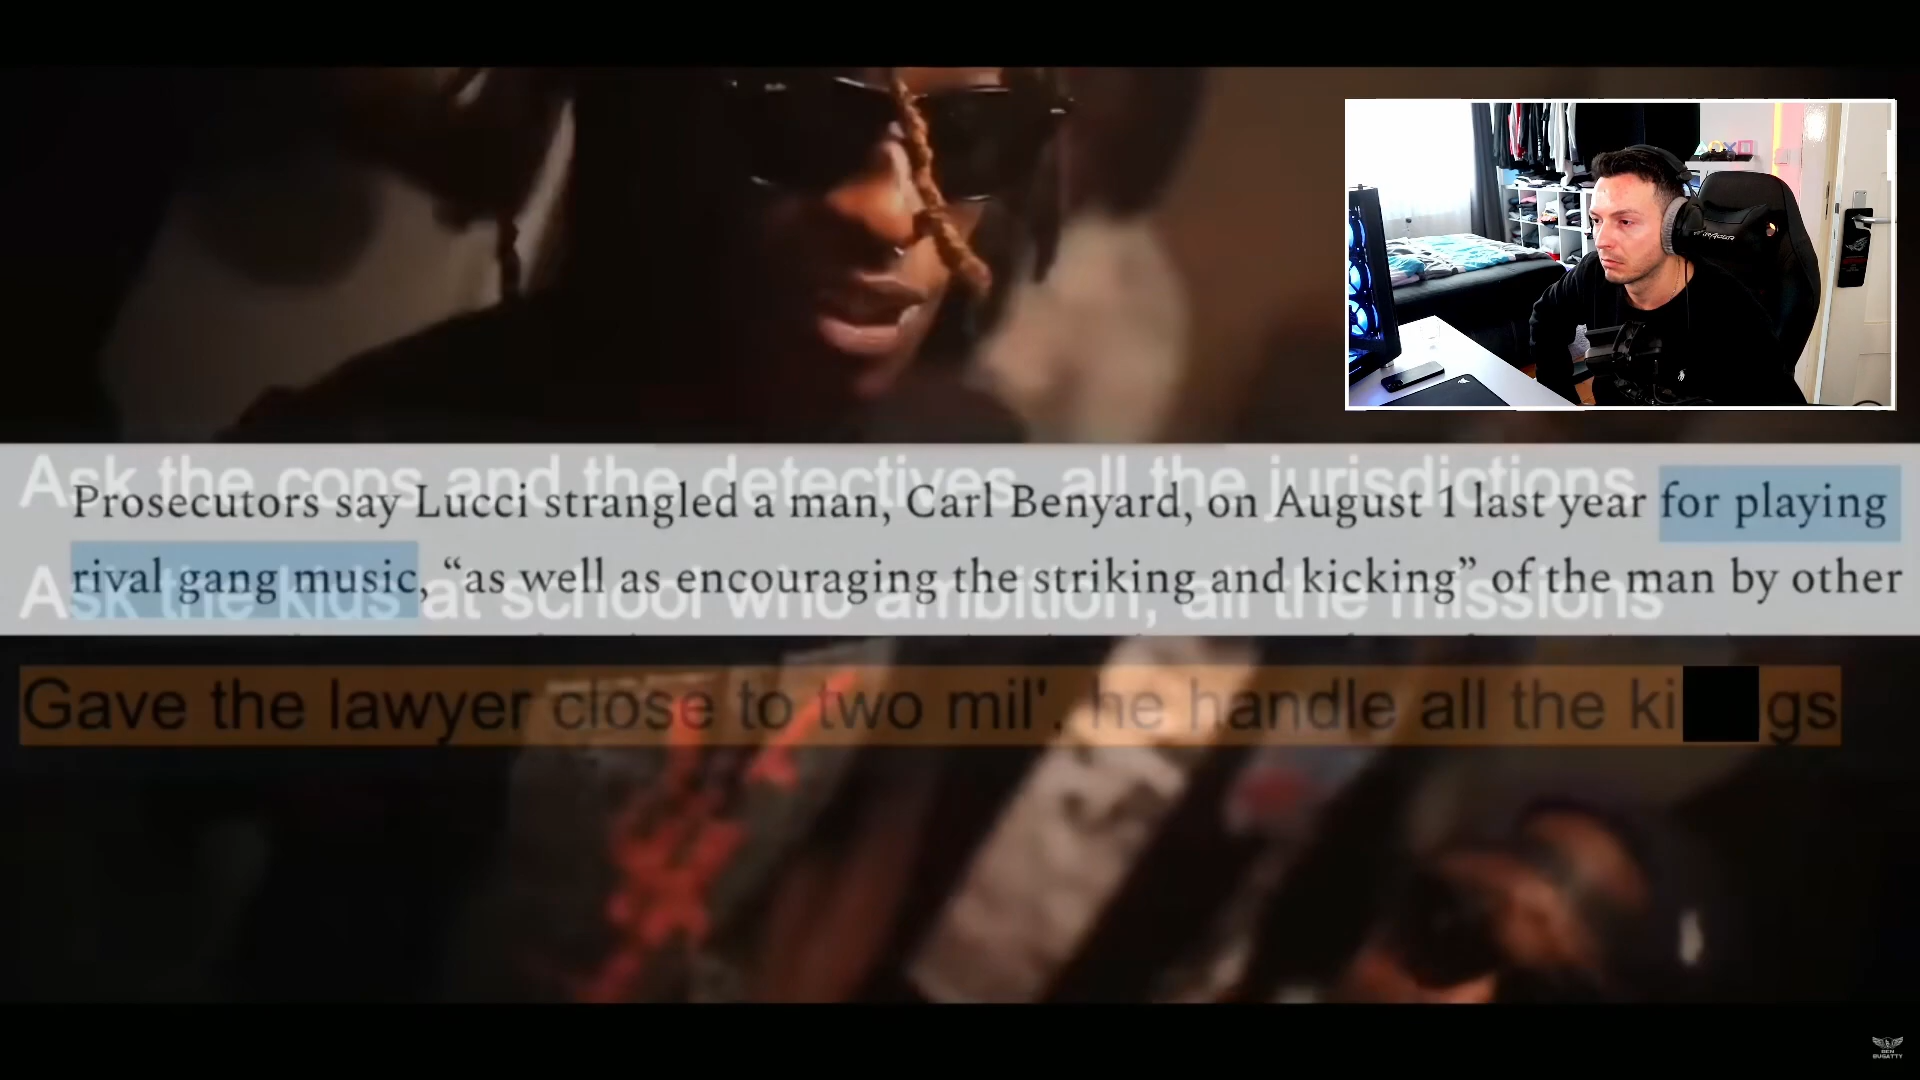 Ask the cops and the detectives, all the jurisdictions
Prosecutors say Lucci strangled a man, Carl Benyard, on August 1 last year for playing
rival gang music, “as well as encouraging the striking and kicking” of the man by other
Ask the kids at school who ambition, all the missions
Gave the lawyer close to two mil', he handle all the ki gs
BEN
BUGATTY